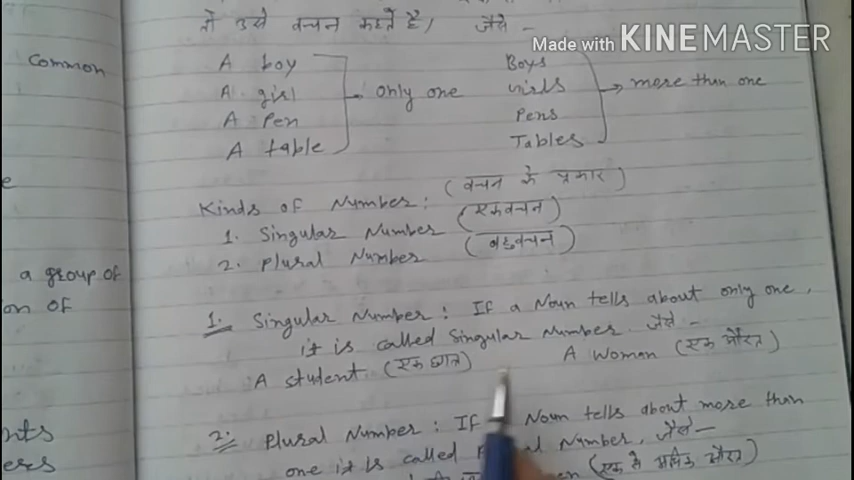 तो उसे वचन कहते है। जैसे -
Made with KINEMASTER
Common
A boy Boys
A girl only one Girls more than one
A Pen Pens
A table Tables
e
Kinds of Number: (वचन के प्रकार)
1. Singular Number (एकवचन)
2. Plural Number (बहुवचन)
a group of
on of
1. Singular Number: If a Noun tells about only one,
it is called Singular Number. जैसे -
A student (एक छात्र) A Woman (एक औरत)
nts
2. Plural Number: If Noun tells about more than
one it is called Number, जैसे -
ers
(एक से अधिक औरत)